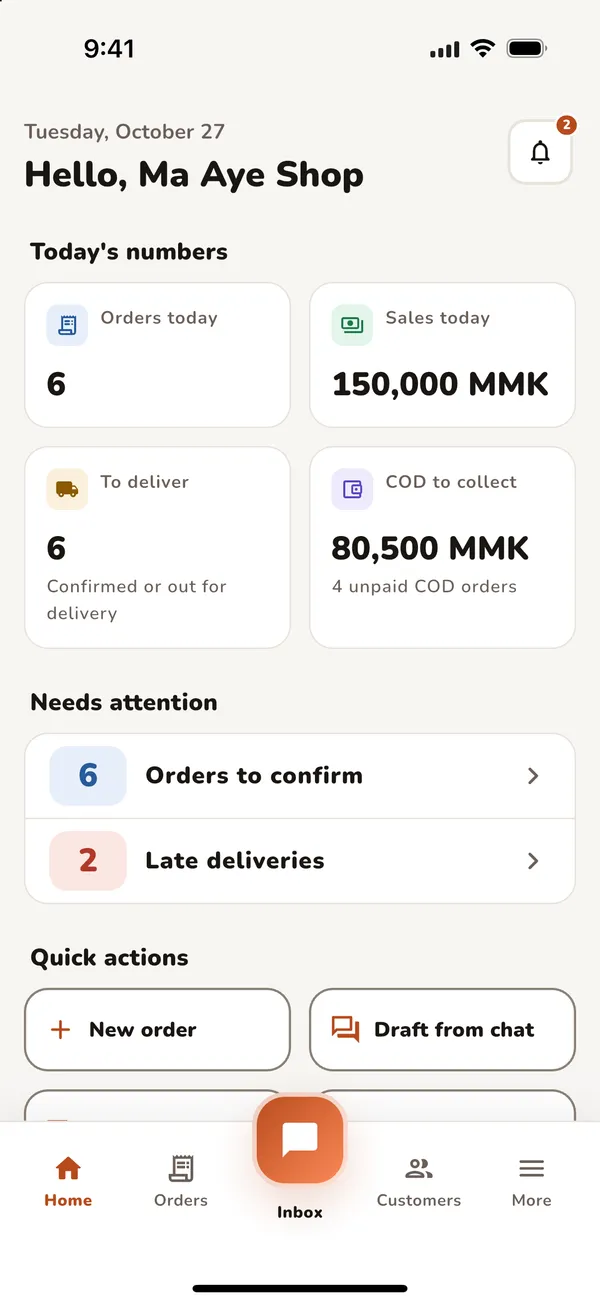 9:41
Tuesday, October 27
Hello, Ma Aye Shop
2
Today's numbers
Orders today
6
Sales today
150,000 MMK
To deliver
6
Confirmed or out for
delivery
COD to collect
80,500 MMK
4 unpaid COD orders
Needs attention
6 Orders to confirm
2 Late deliveries
Quick actions
New order
Draft from chat
Home
Orders
Inbox
Customers
More